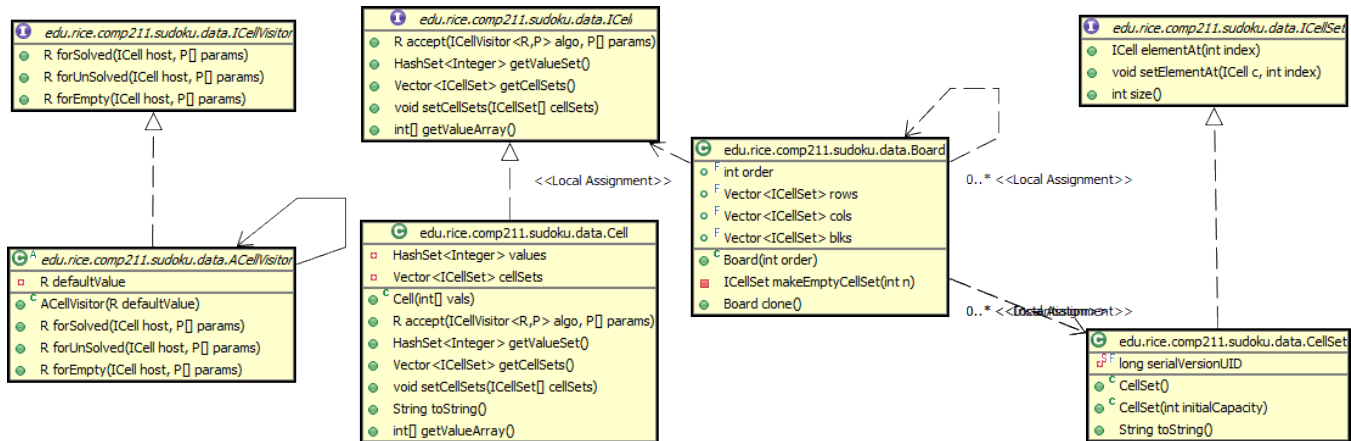 edu.rice.comp211.sudoku.data.ICellVisitor
R forSolved(ICell host, P[] params)
R forUnSolved(ICell host, P[] params)
R forEmpty(ICell host, P[] params)
edu.rice.comp211.sudoku.data.ICell
R accept(ICellVisitor<R,P> algo, P[] params)
HashSet<Integer> getValueSet()
Vector<ICellSet> getCellSets()
void setCellSets(ICellSet[] cellSets)
int[] getValueArray()
edu.rice.comp211.sudoku.data.ICellSet
ICell elementAt(int index)
void setElementAt(ICell c, int index)
int size()
edu.rice.comp211.sudoku.data.Board
F int order
F Vector<ICellSet> rows
F Vector<ICellSet> cols
F Vector<ICellSet> blks
C Board(int order)
ICellSet makeEmptyCellSet(int n)
Board clone()
<<Local Assignment>>
0..* <<Local Assignment>>
0..*
A edu.rice.comp211.sudoku.data.ACellVisitor
R defaultValue
C ACellVisitor(R defaultValue)
R forSolved(ICell host, P[] params)
R forUnSolved(ICell host, P[] params)
R forEmpty(ICell host, P[] params)
edu.rice.comp211.sudoku.data.Cell
HashSet<Integer> values
Vector<ICellSet> cellSets
C Cell(int[] vals)
R accept(ICellVisitor<R,P> algo, P[] params)
HashSet<Integer> getValueSet()
Vector<ICellSet> getCellSets()
void setCellSets(ICellSet[] cellSets)
String toString()
int[] getValueArray()
edu.rice.comp211.sudoku.data.CellSet
S F long serialVersionUID
C CellSet()
C CellSet(int initialCapacity)
String toString()